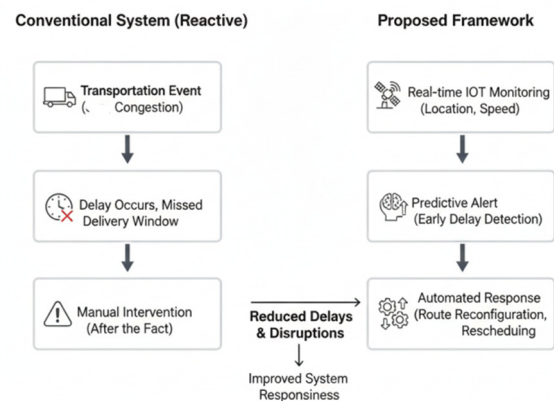 Conventional System (Reactive)
Proposed Framework
Transportation Event
( Congestion)
Real-time IOT Monitoring
(Location, Speed)
Delay Occurs, Missed
Delivery Window
Predictive Alert
(Early Delay Detection)
Manual Intervention
(After the Fact)
Reduced Delays
& Disruptions
Automated Response
(Route Reconfiguration,
Rescheduling
Improved System
Responsiness